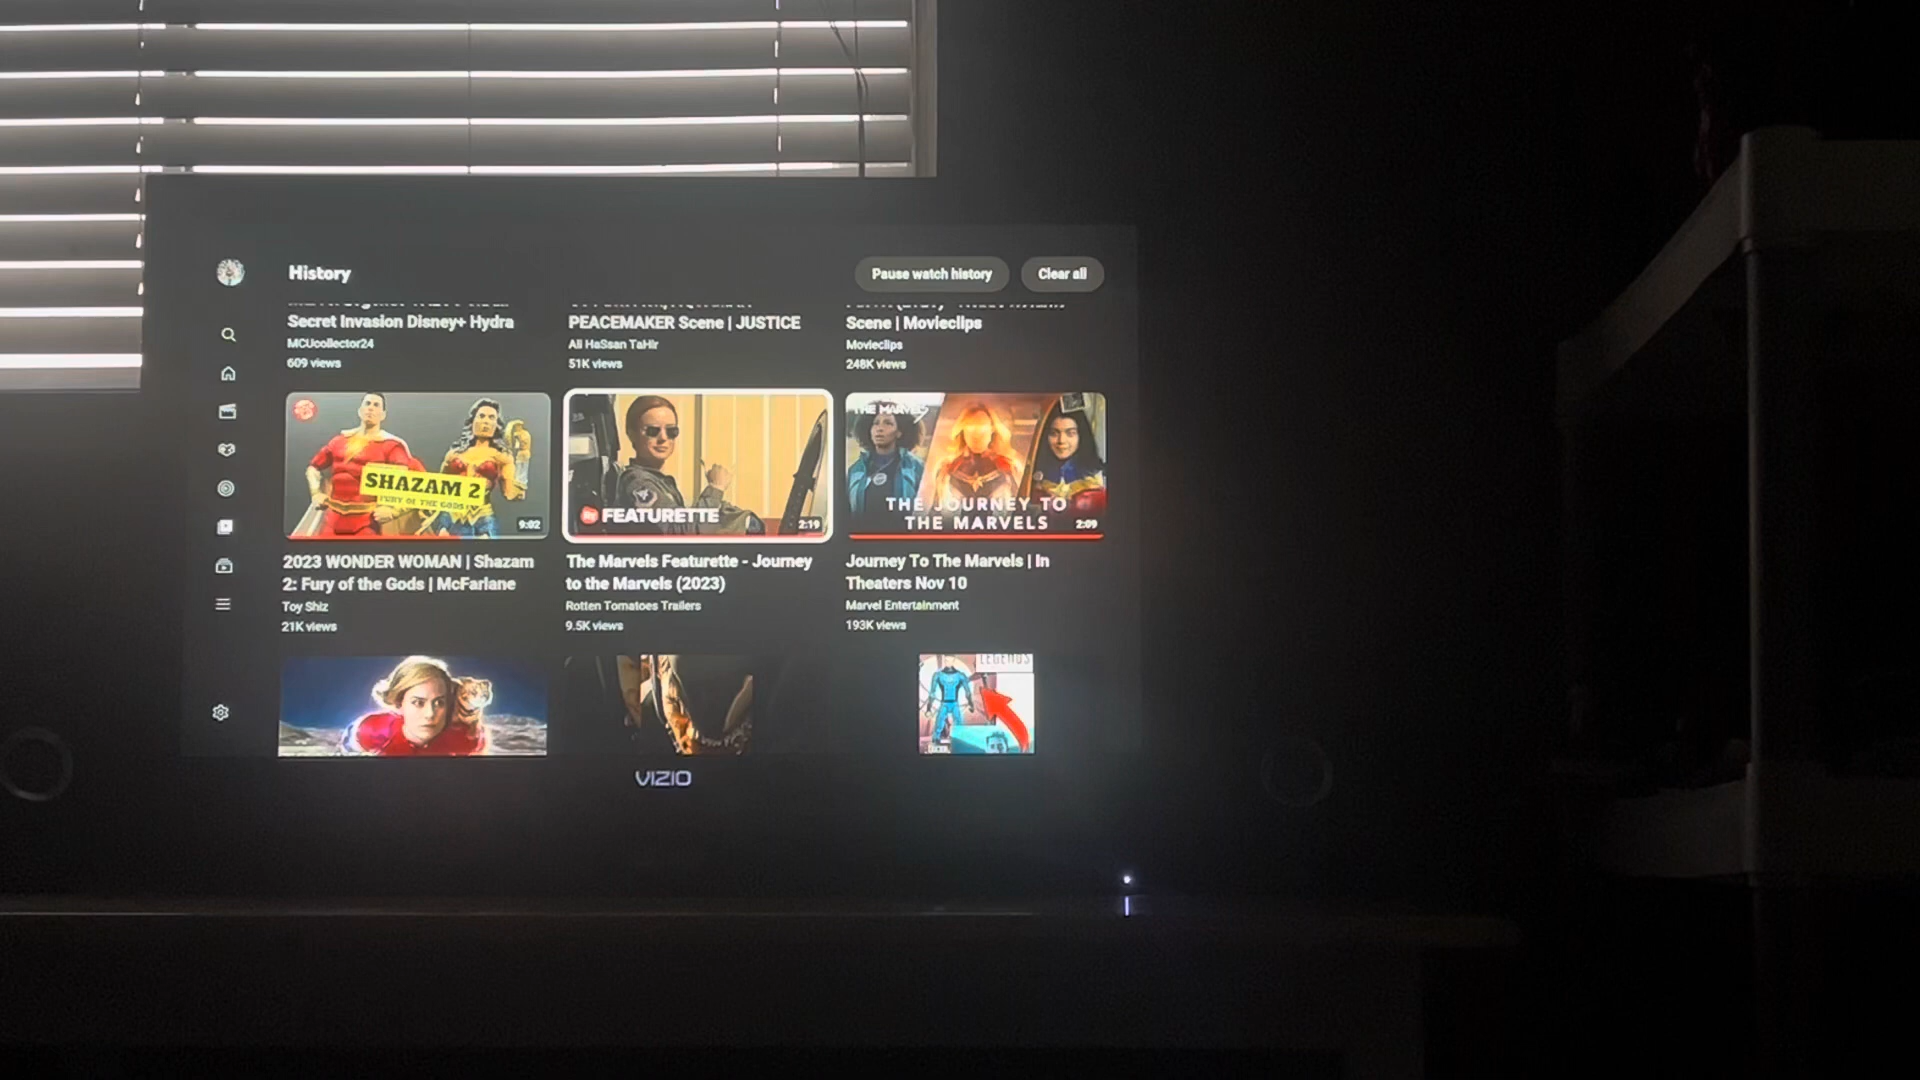 History
Pause watch history
Clear all
Secret Invasion Disney+ Hydra
MCUcollector24
609 views
PEACEMAKER Scene | JUSTICE
Ali HaSsan TaHir
51K views
Scene | Movieclips
Movieclips
248K views
SHAZAM 2
FURY OF THE GODS
9:02
FEATURETTE
2:19
THE MARVELS
THE JOURNEY TO
THE MARVELS
2:09
2023 WONDER WOMAN | Shazam
2: Fury of the Gods | McFarlane
Toy Shiz
21K views
The Marvels Featurette - Journey
to the Marvels (2023)
Rotten Tomatoes Trailers
9.5K views
Journey To The Marvels | In
Theaters Nov 10
Marvel Entertainment
193K views
LEGENDS
VIZIO